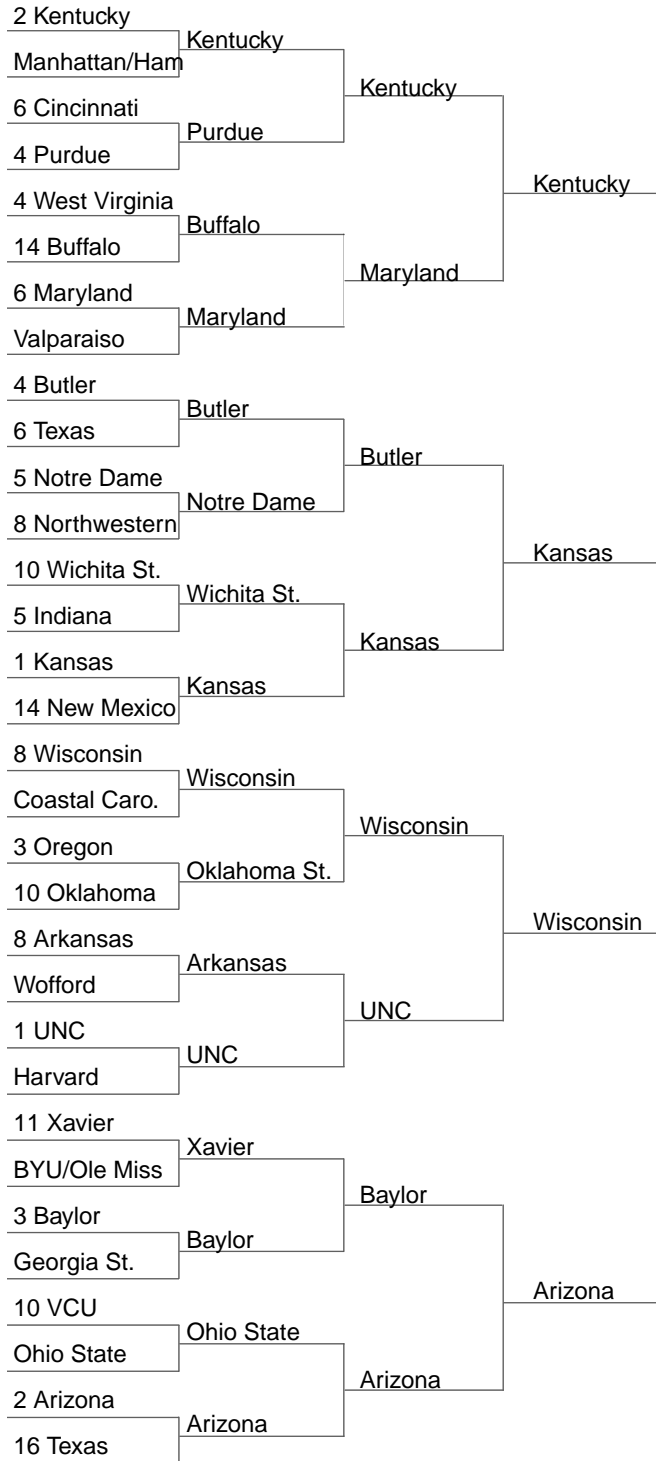 2 Kentucky
Manhattan/Ham
6 Cincinnati
4 Purdue
4 West Virginia
14 Buffalo
6 Maryland
Valparaiso
4 Butler
6 Texas
5 Notre Dame
8 Northwestern
10 Wichita St.
5 Indiana
1 Kansas
14 New Mexico
8 Wisconsin
Coastal Caro.
3 Oregon
10 Oklahoma
8 Arkansas
Wofford
1 UNC
Harvard
11 Xavier
BYU/Ole Miss
3 Baylor
Georgia St.
10 VCU
Ohio State
2 Arizona
16 Texas
Kentucky
Purdue
Buffalo
Maryland
Butler
Notre Dame
Wichita St.
Kansas
Wisconsin
Oklahoma St.
Arkansas
UNC
Xavier
Baylor
Ohio State
Arizona
Kentucky
Maryland
Butler
Kansas
Wisconsin
UNC
Baylor
Arizona
Kentucky
Kansas
Wisconsin
Arizona